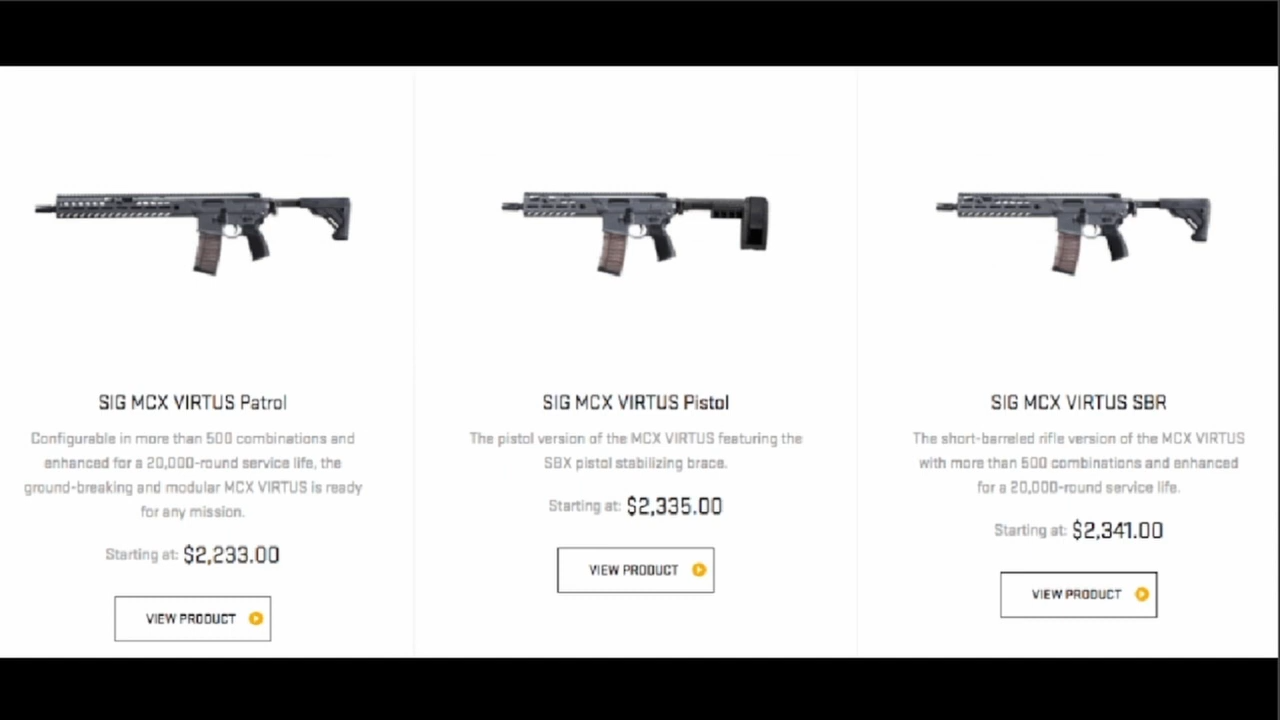 SIG MCX VIRTUS Patrol
Configurable in more than 500 combinations and
enhanced for a 20,000-round service life, the
ground-breaking and modular MCX VIRTUS is ready
for any mission.
Starting at: $2,233.00
VIEW PRODUCT
SIG MCX VIRTUS Pistol
The pistol version of the MCX VIRTUS featuring the
SBX pistol stabilizing brace.
Starting at: $2,335.00
VIEW PRODUCT
SIG MCX VIRTUS SBR
The short-barreled rifle version of the MCX VIRTUS
with more than 500 combinations and enhanced
for a 20,000-round service life.
Starting at: $2,341.00
VIEW PRODUCT